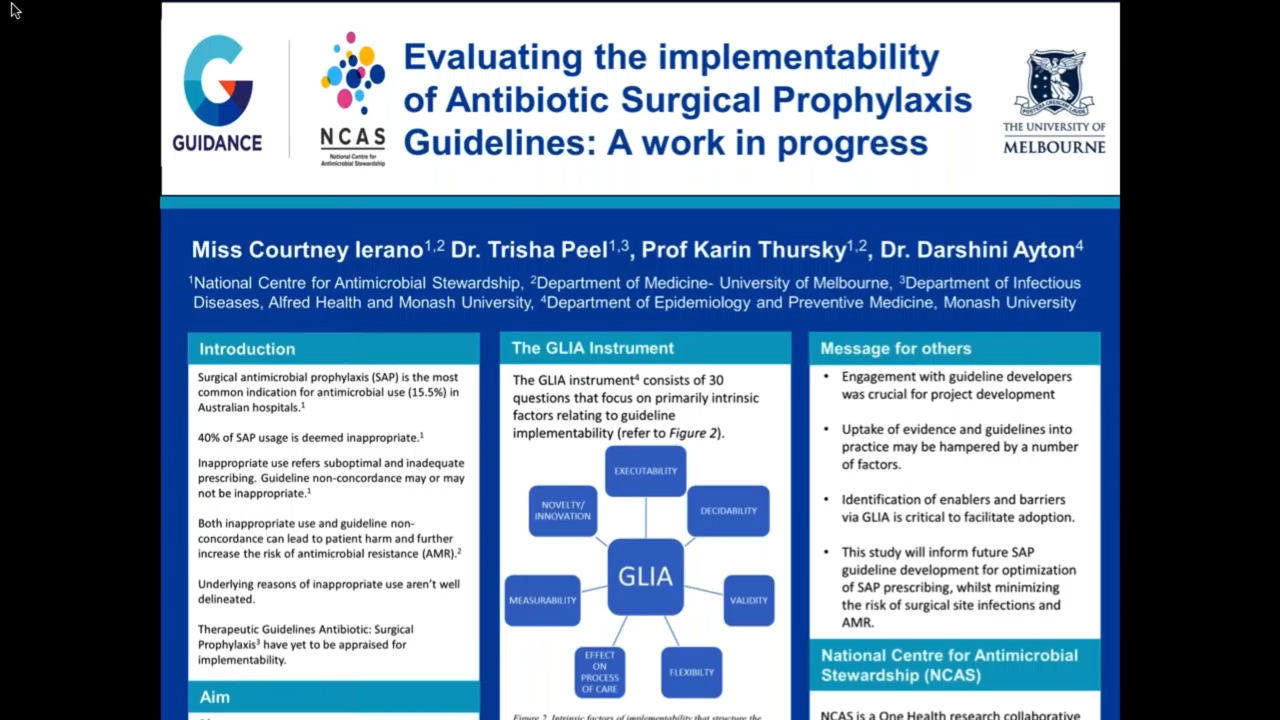 GUIDANCE
NCAS
National Centre for
Antimicrobial Stewardship
Evaluating the implementability
of Antibiotic Surgical Prophylaxis
Guidelines: A work in progress
THE UNIVERSITY OF
MELBOURNE
Miss Courtney Ierano1,2 Dr. Trisha Peel1,3, Prof Karin Thursky1,2, Dr. Darshini Ayton4
1National Centre for Antimicrobial Stewardship, 2Department of Medicine- University of Melbourne, 3Department of Infectious
Diseases, Alfred Health and Monash University, 4Department of Epidemiology and Preventive Medicine, Monash University
Introduction
Surgical antimicrobial prophylaxis (SAP) is the most
common indication for antimicrobial use (15.5%) in
Australian hospitals.1
40% of SAP usage is deemed inappropriate.1
Inappropriate use refers suboptimal and inadequate
prescribing. Guideline non-concordance may or may
not be inappropriate.1
Both inappropriate use and guideline non-
concordance can lead to patient harm and further
increase the risk of antimicrobial resistance (AMR).2
Underlying reasons of inappropriate use aren't well
delineated.
Therapeutic Guidelines Antibiotic: Surgical
Prophylaxis3 have yet to be appraised for
implementability.
Aim
The GLIA Instrument
The GLIA instrument4 consists of 30
questions that focus on primarily intrinsic
factors relating to guideline
implementability (refer to Figure 2).
EXECUTABILITY
NOVELTY/
INNOVATION
DECIDABILITY
GLIA
MEASURABILITY
VALIDITY
EFFECT
ON
PROCESS
OF CARE
FLEXIBILTY
Figure 2. Intrinsic factors of implementability that structure the
Message for others
• Engagement with guideline developers
was crucial for project development
• Uptake of evidence and guidelines into
practice may be hampered by a number
of factors.
• Identification of enablers and barriers
via GLIA is critical to facilitate adoption.
• This study will inform future SAP
guideline development for optimization
of SAP prescribing, whilst minimizing
the risk of surgical site infections and
AMR.
National Centre for Antimicrobial
Stewardship (NCAS)
NCAS is a One Health research collaborative